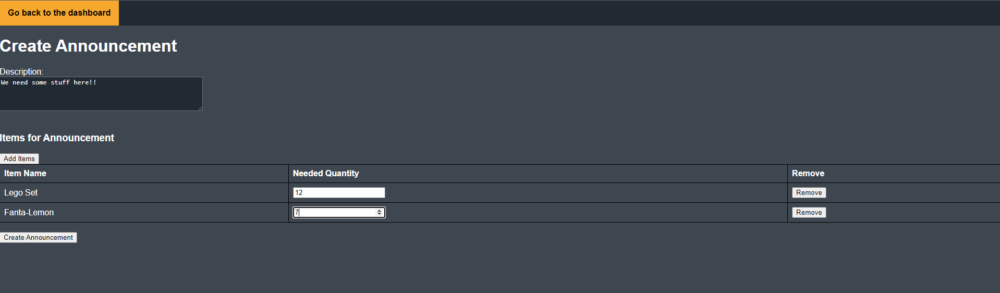 Go back to the dashboard
Create Announcement
Description:
We need some stuff here!!
Items for Announcement
Add Items
Item Name Needed Quantity Remove
Lego Set 12 Remove
Fanta-Lemon 7 Remove
Create Announcement